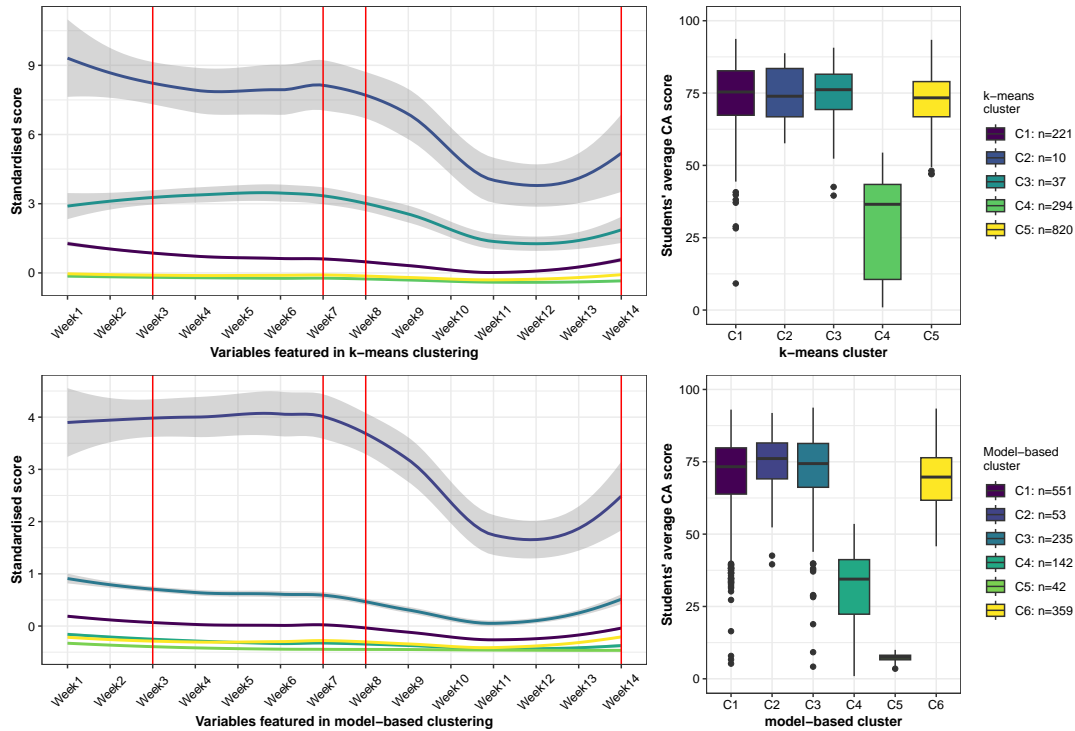 9
6
3
0
Standardised score
Week1
Week2
Week3
Week4
Week5
Week6
Week7
Week8
Week9
Week10
Week11
Week12
Week13
Week14
Variables featured in k−means clustering
100
75
50
25
0
Students' average CA score
C1
C2
C3
C4
C5
k−means cluster
k−means
cluster
C1: n=221
C2: n=10
C3: n=37
C4: n=294
C5: n=820
4
3
2
1
0
Standardised score
Week1
Week2
Week3
Week4
Week5
Week6
Week7
Week8
Week9
Week10
Week11
Week12
Week13
Week14
Variables featured in model−based clustering
100
75
50
25
0
Students' average CA score
C1
C2
C3
C4
C5
C6
model−based cluster
Model−based
cluster
C1: n=551
C2: n=53
C3: n=235
C4: n=142
C5: n=42
C6: n=359